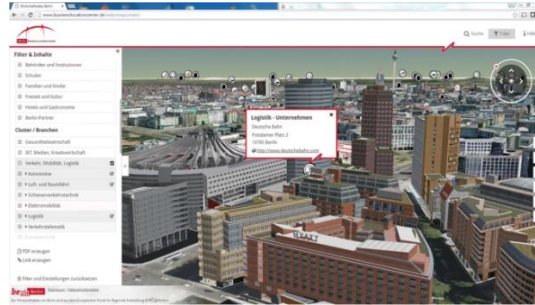 Suche
Filter
Filter & Inhalte
Behörden und Institutionen
Schulen
Familien und Kinder
Freizeit und Kultur
Hotels und Gastronomie
Berlin-Partner
Cluster / Branchen
Gesundheitswirtschaft
IKT, Medien, Kreativwirtschaft
Verkehr, Mobilität, Logistik
Automotive
Luft- und Raumfahrt
Schienenverkehrstechnik
Elektromobilität
Logistik
Verkehrstelematik
PDF erzeugen
Link erzeugen
Filter und Einstellungen zurücksetzen
Logistik - Unternehmen
Deutsche Bahn
Potsdamer Platz 2
10785 Berlin
http://www.deutschebahn.com
HYATT
be Berlin